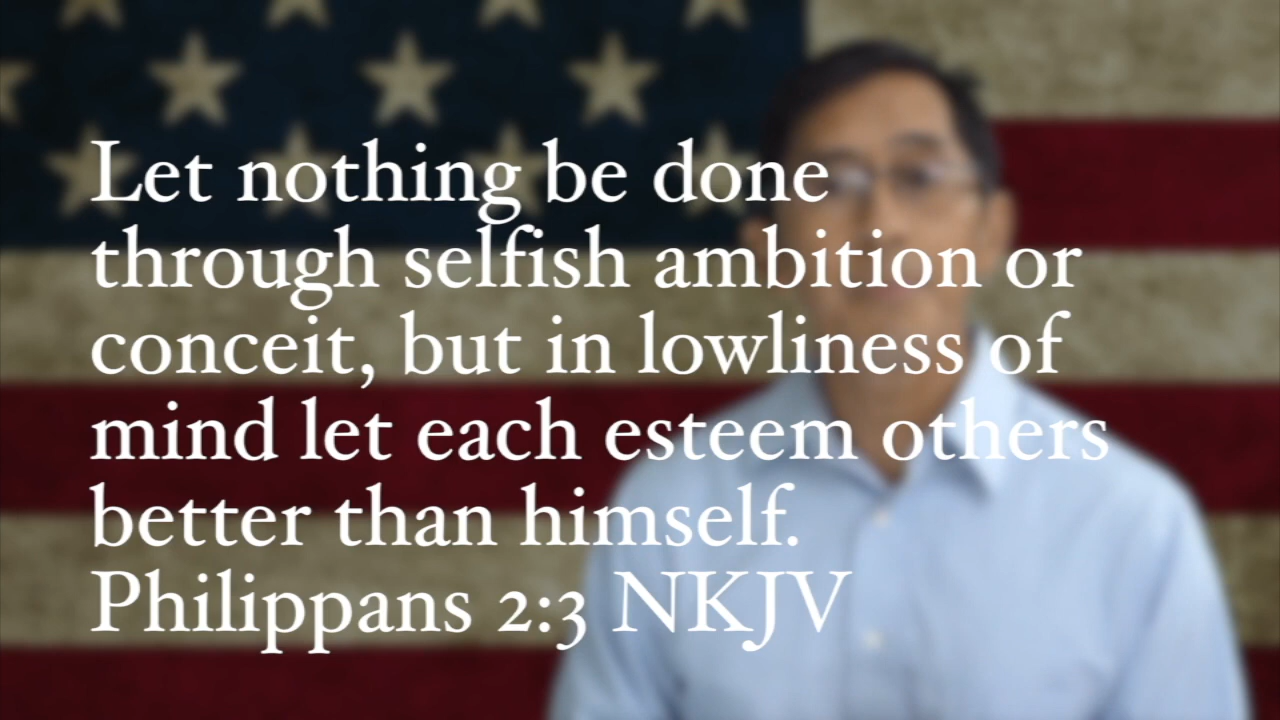 Let nothing be done
through selfish ambition or
conceit, but in lowliness of
mind let each esteem others
better than himself.
Philippans 2:3 NKJV